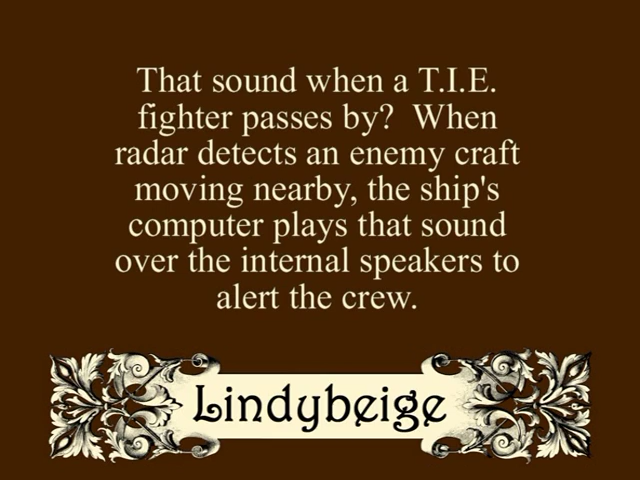 That sound when a T.I.E.
fighter passes by?  When
radar detects an enemy craft
moving nearby, the ship's
computer plays that sound
over the internal speakers to
alert the crew.
Lindybeige